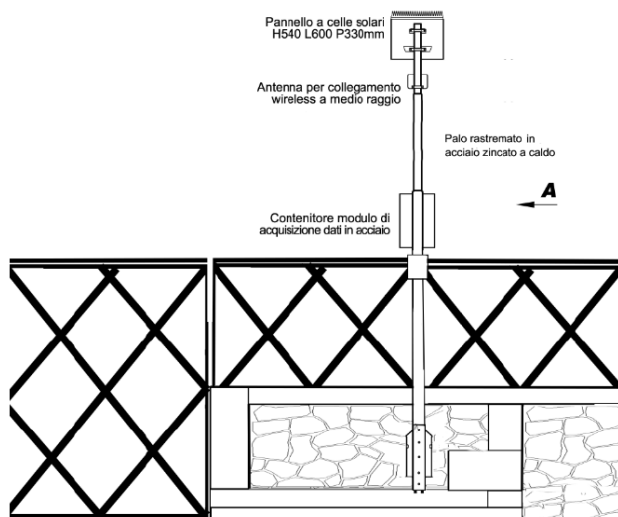 Pannello a celle solari
H540 L600 P330mm
Antenna per collegamento
wireless a medio raggio
Palo rastremato in
acciaio zincato a caldo
A
Contenitore modulo di
acquisizione dati in acciaio